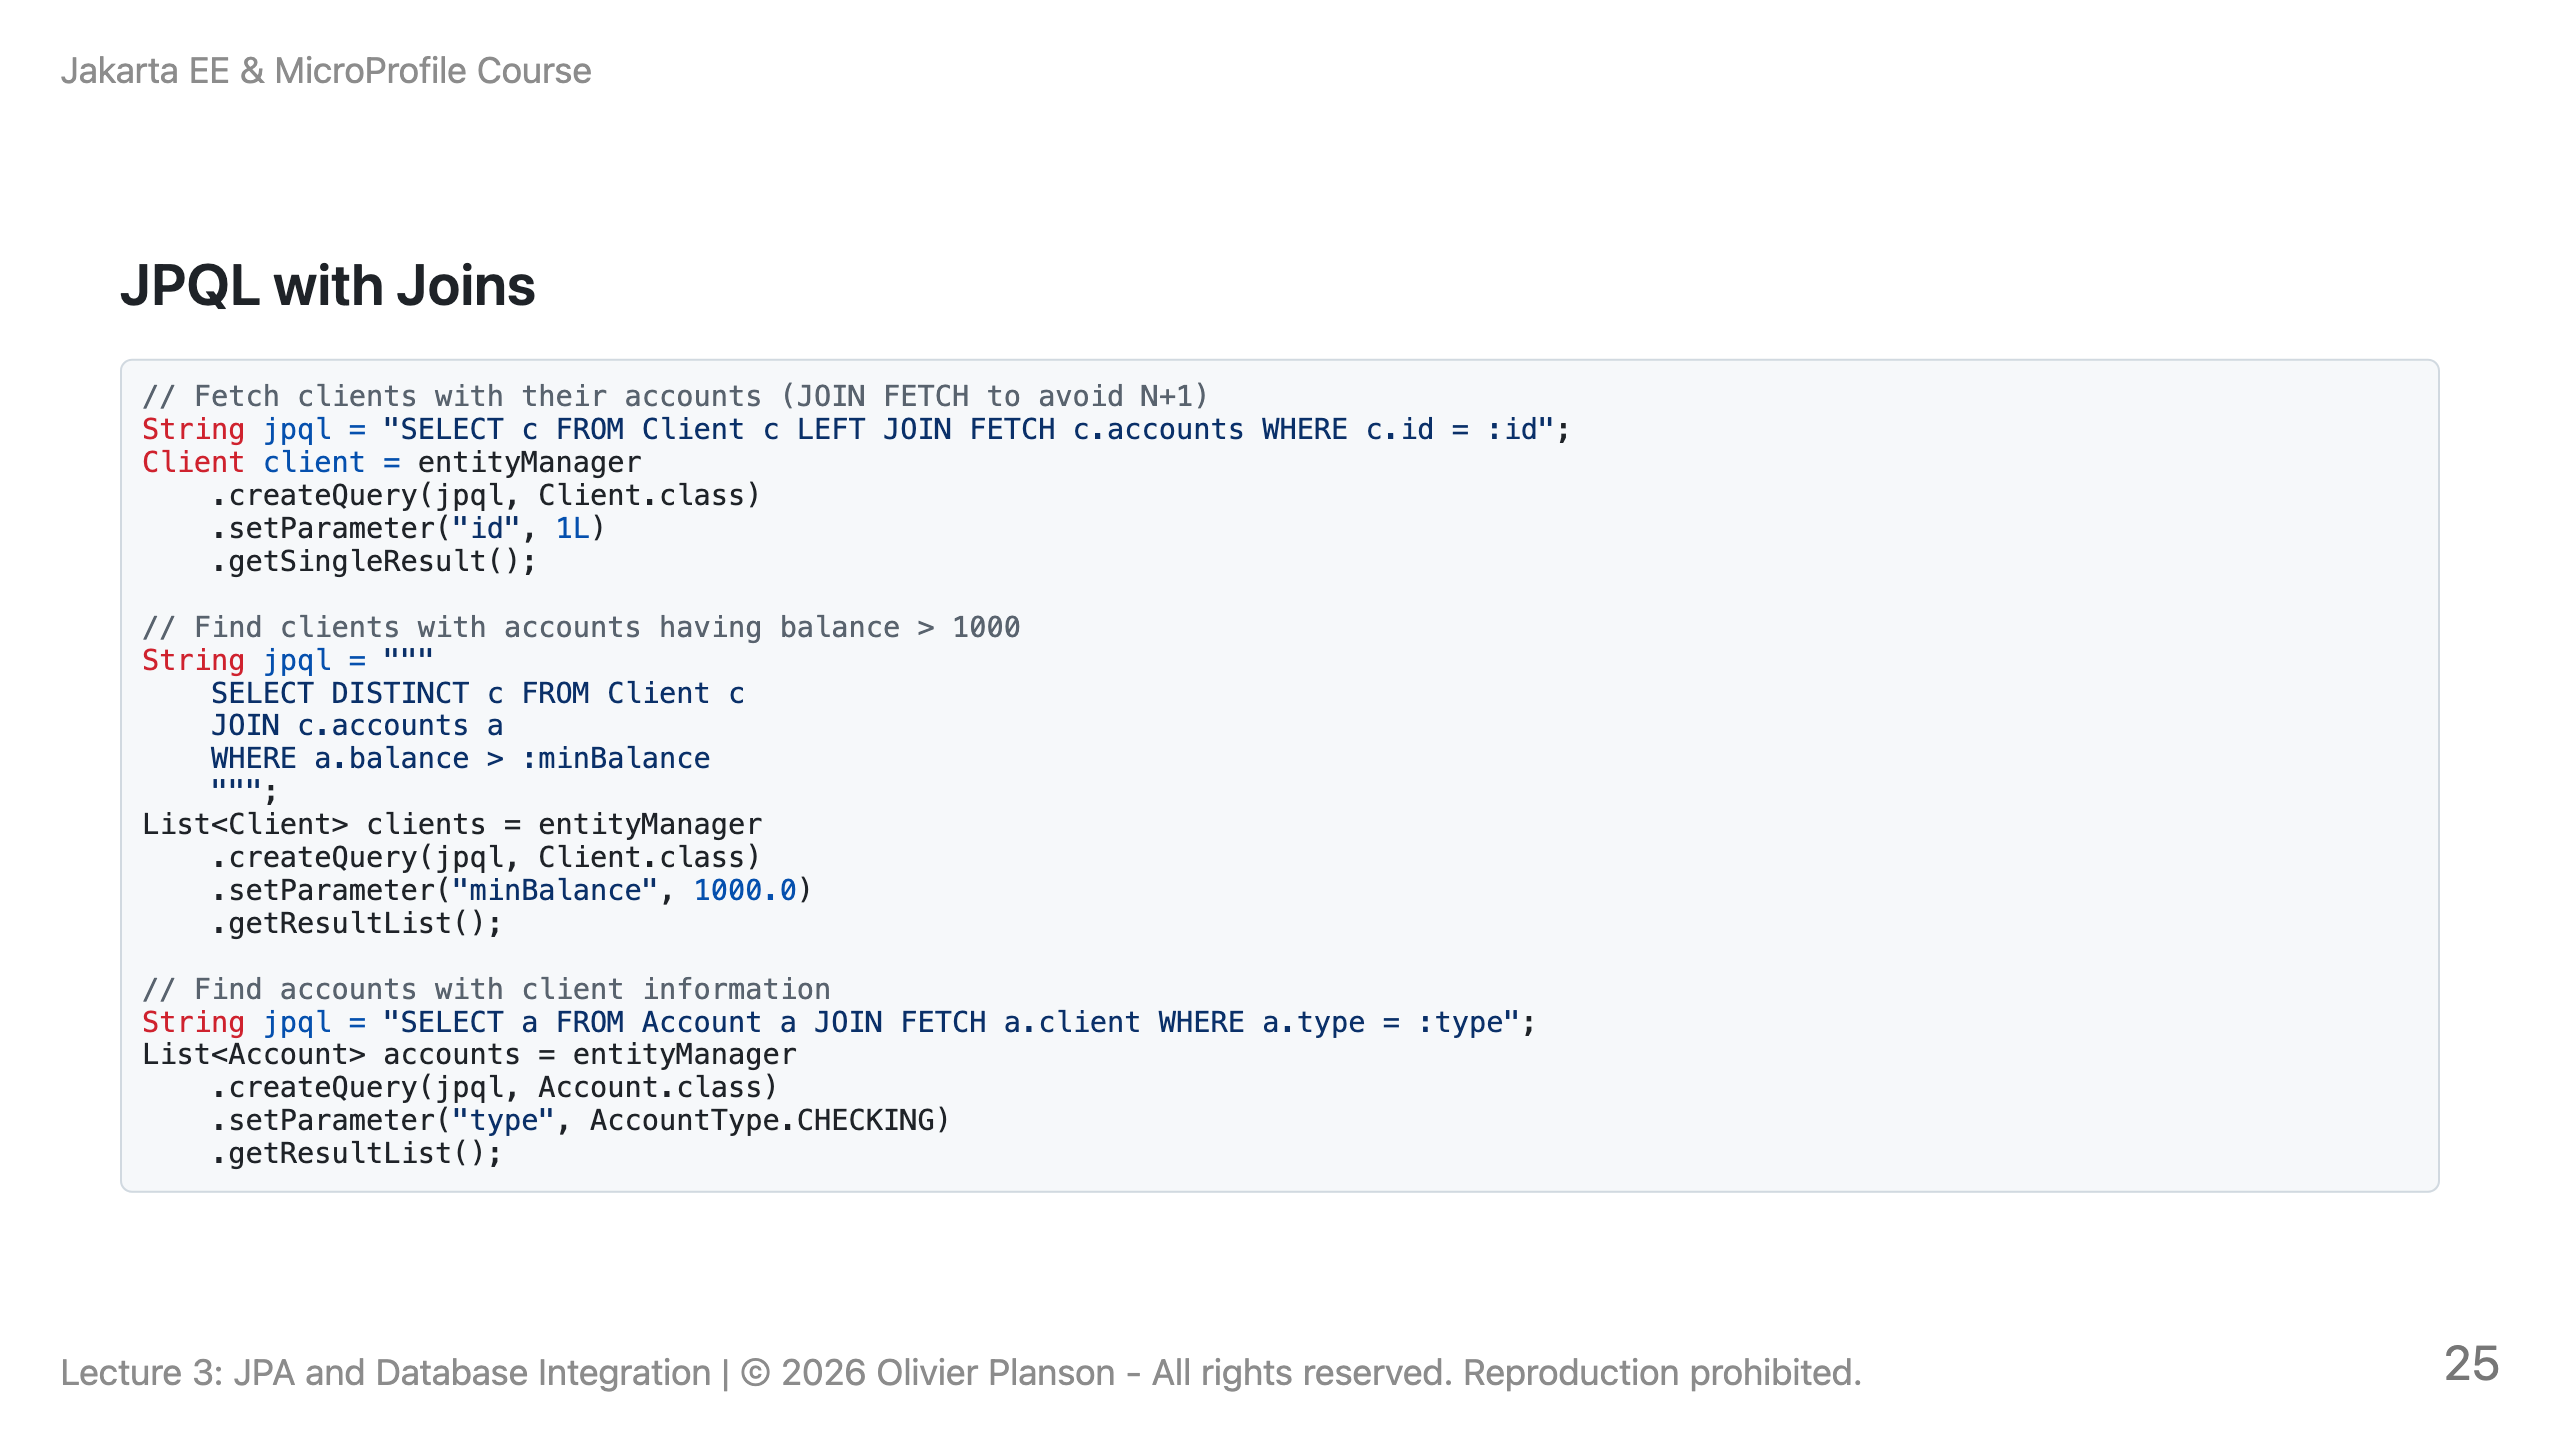 Jakarta EE & MicroProfile Course
JPQL with Joins
// Fetch clients with their accounts (JOIN FETCH to avoid N+1)
String jpql = "SELECT c FROM Client c LEFT JOIN FETCH c.accounts WHERE c.id = :id";
Client client = entityManager
    .createQuery(jpql, Client.class)
    .setParameter("id", 1L)
    .getSingleResult();

// Find clients with accounts having balance > 1000
String jpql = """
    SELECT DISTINCT c FROM Client c
    JOIN c.accounts a
    WHERE a.balance > :minBalance
    """;
List<Client> clients = entityManager
    .createQuery(jpql, Client.class)
    .setParameter("minBalance", 1000.0)
    .getResultList();

// Find accounts with client information
String jpql = "SELECT a FROM Account a JOIN FETCH a.client WHERE a.type = :type";
List<Account> accounts = entityManager
    .createQuery(jpql, Account.class)
    .setParameter("type", AccountType.CHECKING)
    .getResultList();
Lecture 3: JPA and Database Integration | © 2026 Olivier Planson - All rights reserved. Reproduction prohibited.
25